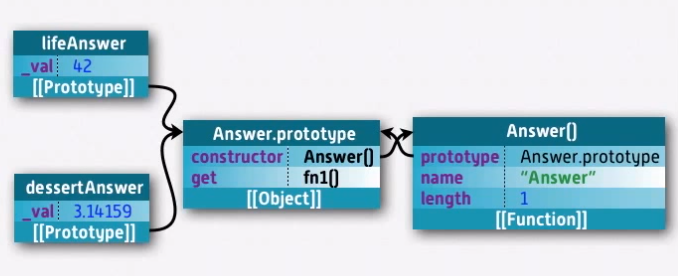 lifeAnswer
_val 42
[[Prototype]]
dessertAnswer
_val 3.14159
[[Prototype]]
Answer.prototype
constructor Answer()
get fn1()
[[Object]]
Answer()
prototype Answer.prototype
name "Answer"
length 1
[[Function]]